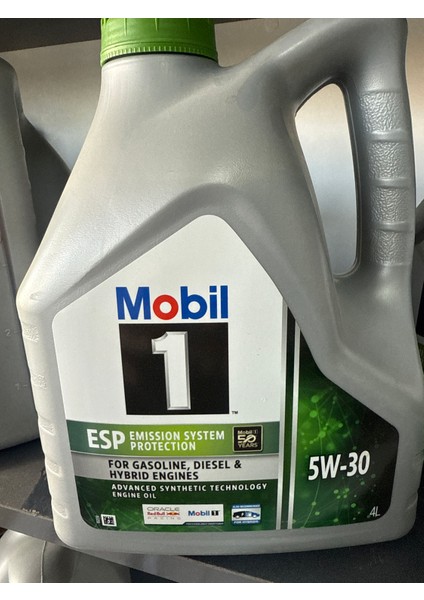 Mobil
1
TM
ESP EMISSION SYSTEM
PROTECTION
Mobil 1
50
YEARS
FOR GASOLINE, DIESEL &
HYBRID ENGINES
ADVANCED SYNTHETIC TECHNOLOGY
ENGINE OIL
5W-30
ORACLE
Red Bull
RACING
Mobil 1
4L